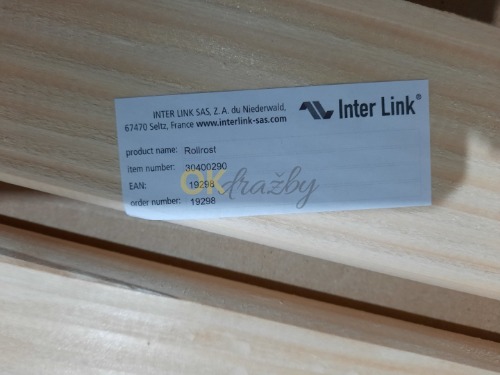 INTER LINK SAS, Z. A. du Niederwald,
67470 Seltz, France www.interlink-sas.com
Inter Link®
product name: Rollrost
item number: 30400290
EAN: 19298
order number: 19298
OKdražby